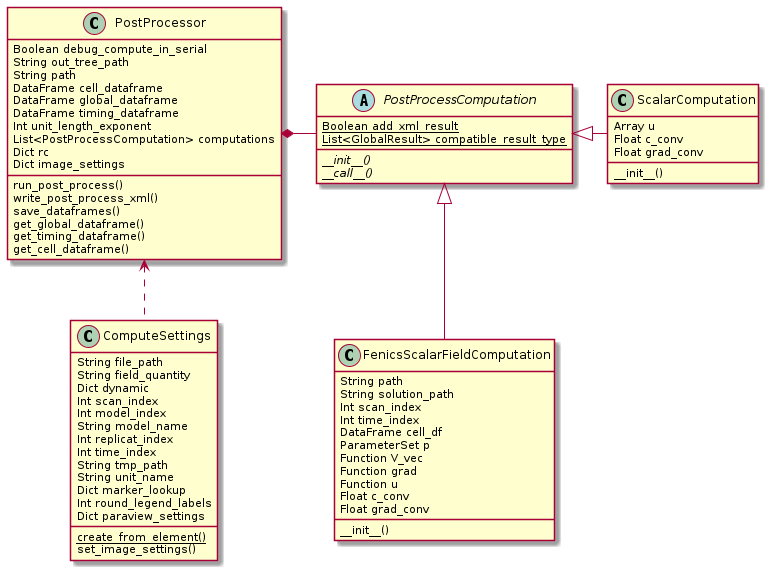 C PostProcessor
Boolean debug_compute_in_serial
String out_tree_path
String path
DataFrame cell_dataframe
DataFrame global_dataframe
DataFrame timing_dataframe
Int unit_length_exponent
List<PostProcessComputation> computations
Dict rc
Dict image_settings
run_post_process()
write_post_process_xml()
save_dataframes()
get_global_dataframe()
get_timing_dataframe()
get_cell_dataframe()
A PostProcessComputation
Boolean add_xml_result
List<GlobalResult> compatible_result_type
__init__()
__call__()
C ScalarComputation
Array u
Float c_conv
Float grad_conv
__init__()
C ComputeSettings
String file_path
String field_quantity
Dict dynamic
Int scan_index
Int model_index
String model_name
Int replicat_index
Int time_index
String tmp_path
String unit_name
Dict marker_lookup
Int round_legend_labels
Dict paraview_settings
create_from_element()
set_image_settings()
C FenicsScalarFieldComputation
String path
String solution_path
Int scan_index
Int time_index
DataFrame cell_df
ParameterSet p
Function V_vec
Function grad
Function u
Float c_conv
Float grad_conv
__init__()